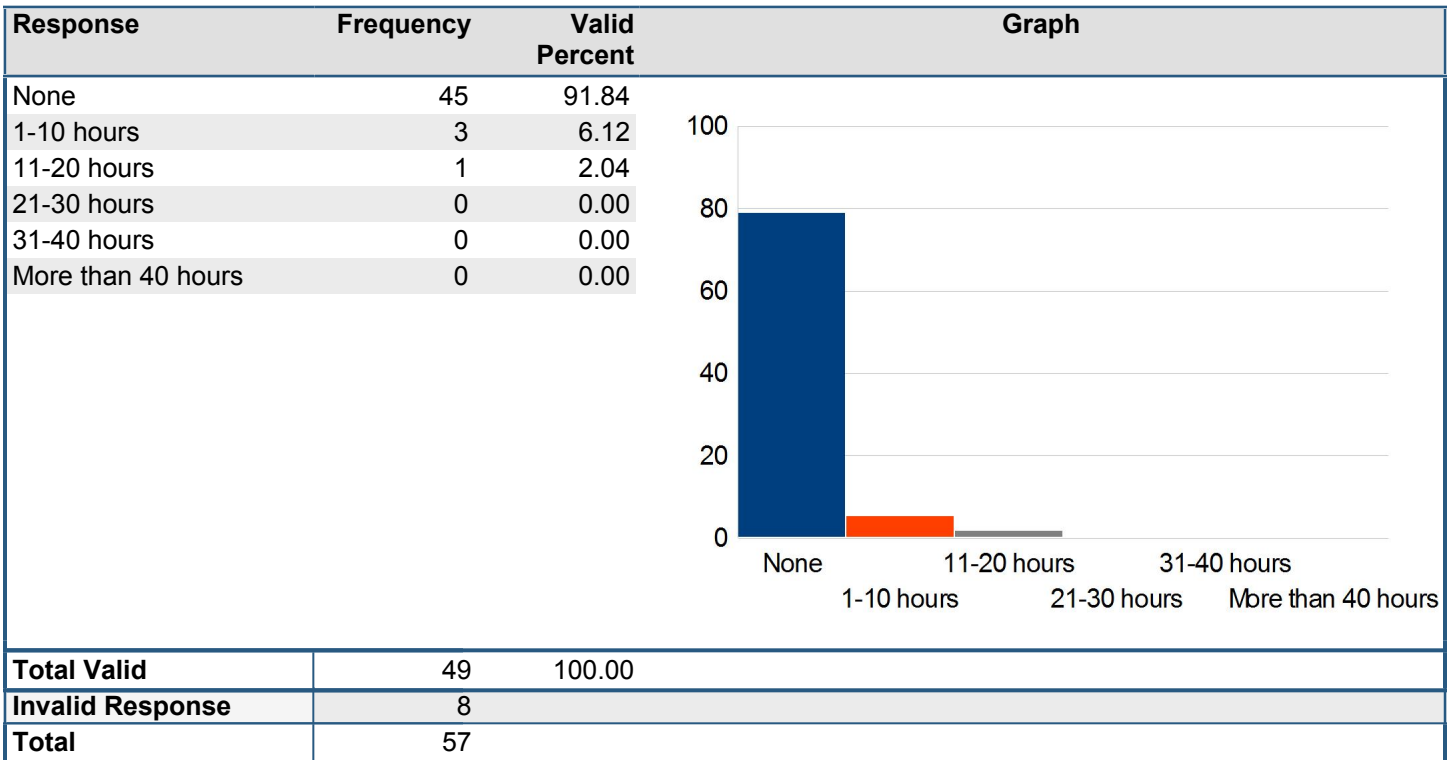 Response Frequency Valid Percent Graph
None 45 91.84
1-10 hours 3 6.12
11-20 hours 1 2.04
21-30 hours 0 0.00
31-40 hours 0 0.00
More than 40 hours 0 0.00
100
80
60
40
20
0
None 11-20 hours 31-40 hours
1-10 hours 21-30 hours More than 40 hours
Total Valid 49 100.00
Invalid Response 8
Total 57